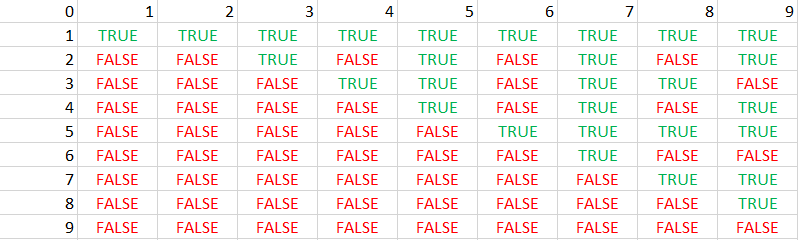 0 1 2 3 4 5 6 7 8 9
1 TRUE TRUE TRUE TRUE TRUE TRUE TRUE TRUE TRUE
2 FALSE FALSE TRUE FALSE TRUE FALSE TRUE FALSE TRUE
3 FALSE FALSE FALSE TRUE TRUE FALSE TRUE TRUE FALSE
4 FALSE FALSE FALSE FALSE TRUE FALSE TRUE FALSE TRUE
5 FALSE FALSE FALSE FALSE FALSE TRUE TRUE TRUE TRUE
6 FALSE FALSE FALSE FALSE FALSE FALSE TRUE FALSE FALSE
7 FALSE FALSE FALSE FALSE FALSE FALSE FALSE TRUE TRUE
8 FALSE FALSE FALSE FALSE FALSE FALSE FALSE FALSE TRUE
9 FALSE FALSE FALSE FALSE FALSE FALSE FALSE FALSE FALSE